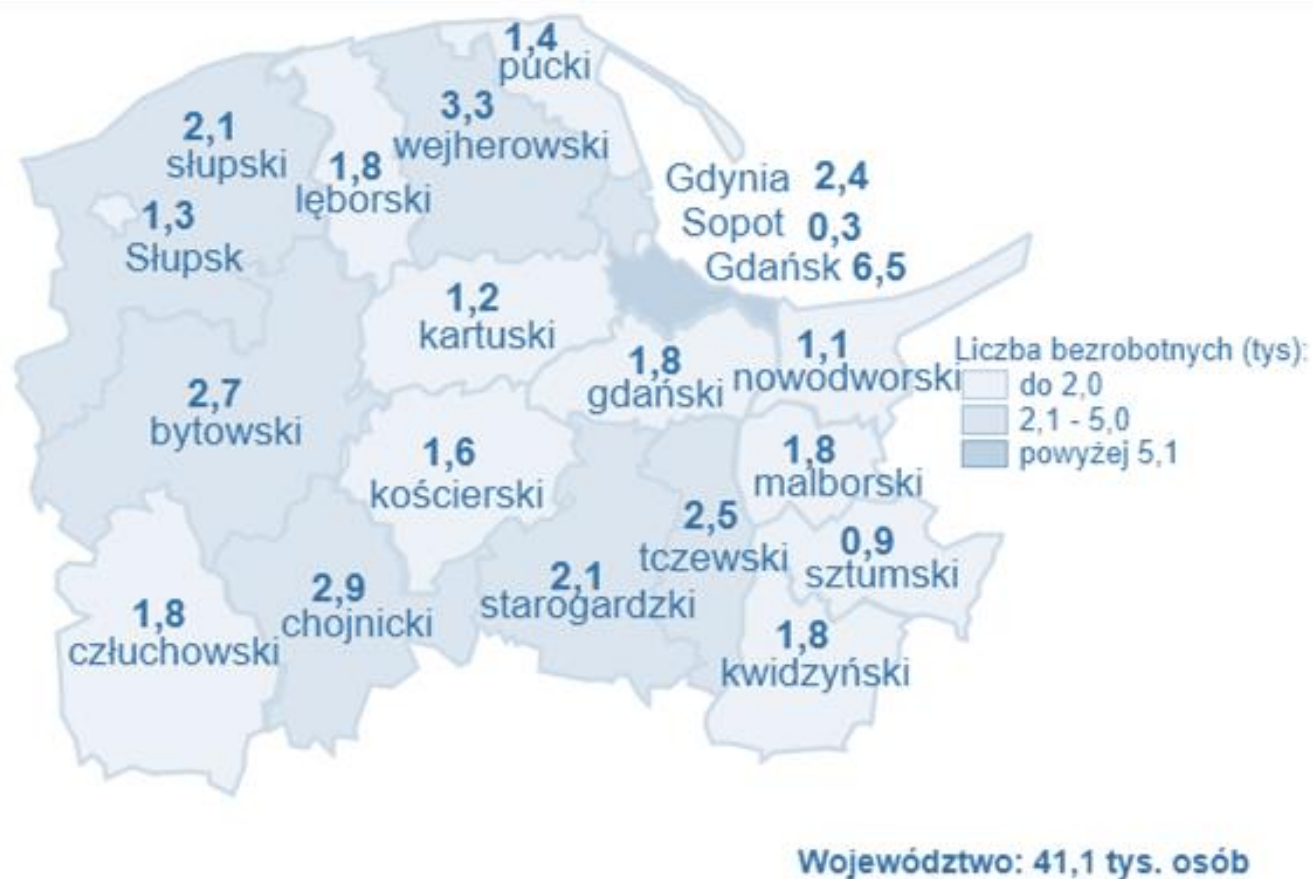 1,4
pucki
3,3
wejherowski
2,1
słupski
1,8
lęborski
1,3
Słupsk
Gdynia 2,4
Sopot 0,3
Gdańsk 6,5
1,2
kartuski
1,8
gdański
1,1
nowodworski
Liczba bezrobotnych (tys):
do 2,0
2,1 - 5,0
powyżej 5,1
2,7
bytowski
1,6
kościerski
1,8
malborski
2,5
tczewski
0,9
sztumski
2,1
starogardzki
2,9
chojnicki
1,8
człuchowski
1,8
kwidzyński
Województwo: 41,1 tys. osób